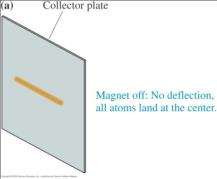 (a) Collector plate
Magnet off: No deflection,
all atoms land at the center.